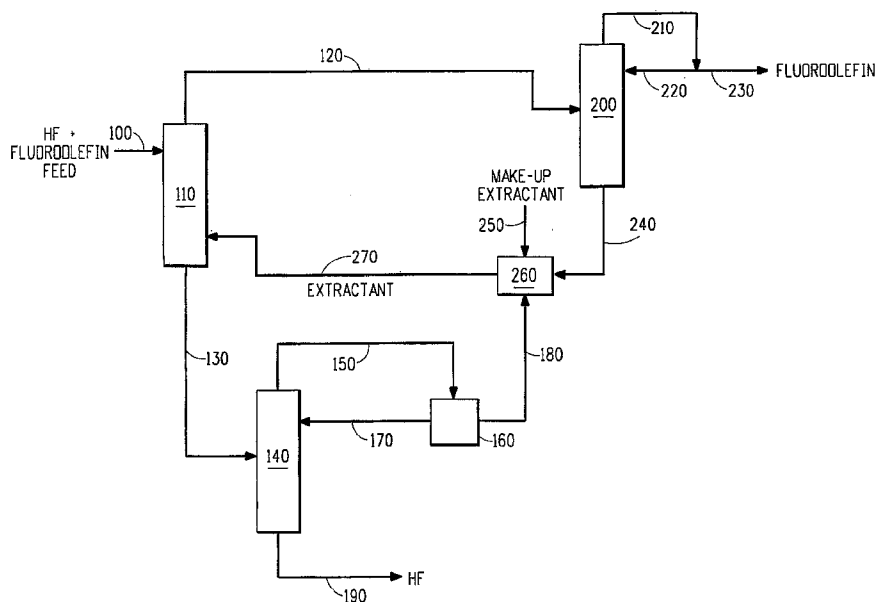 210
120
FLUOROOLEFIN
220
230
200
HF +
FLUOROOLEFIN
FEED
100
110
MAKE-UP
EXTRACTANT
250
240
270
260
EXTRACTANT
130
150
180
170
160
140
190
HF